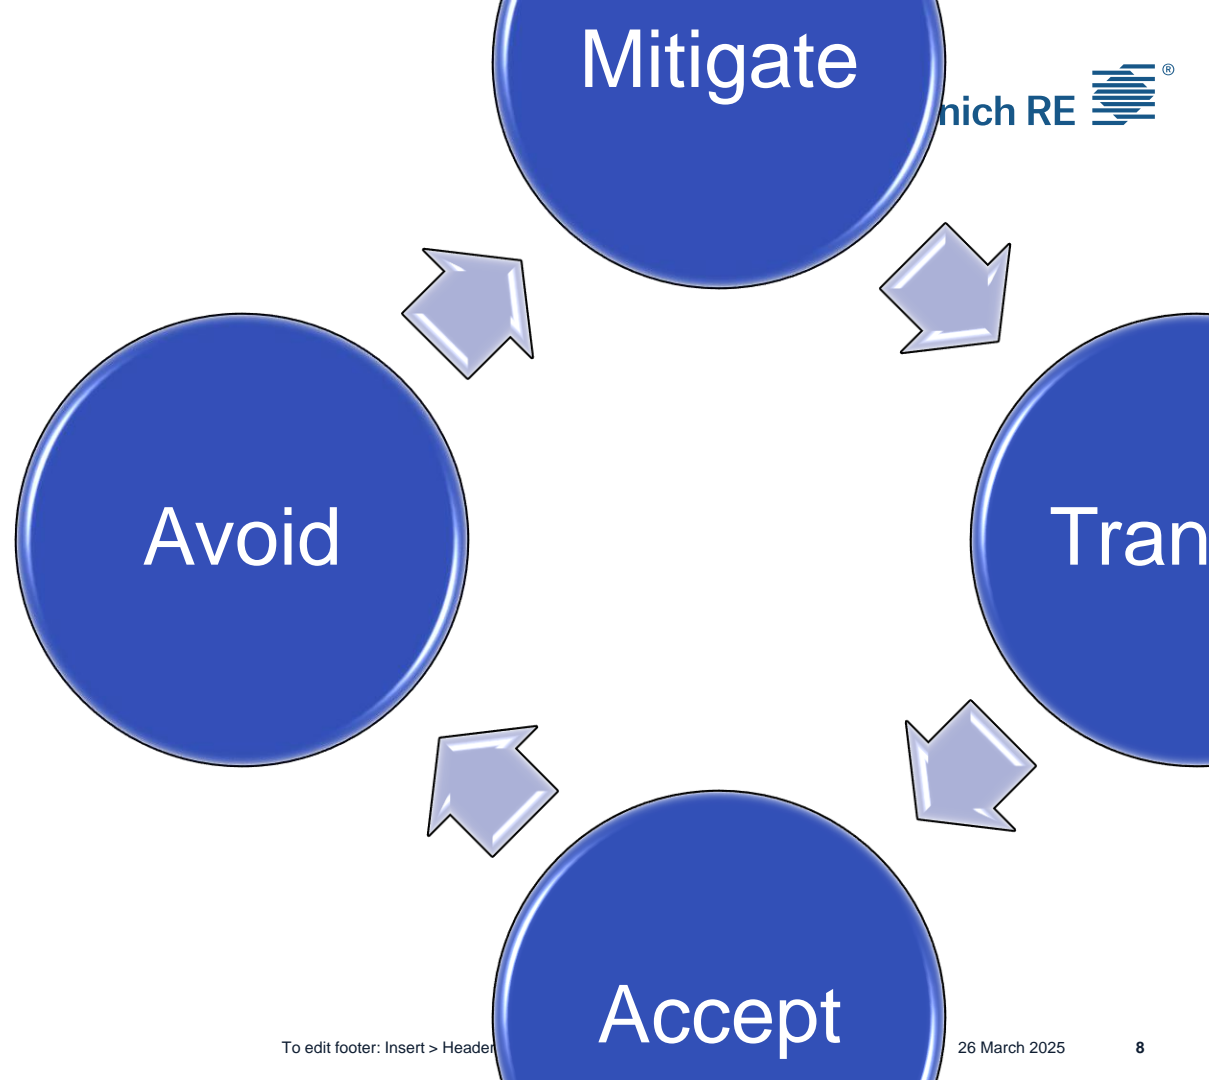 Mitigate
nich RE ®
Avoid
Tran
Accept
To edit footer: Insert > Header
26 March 2025
8